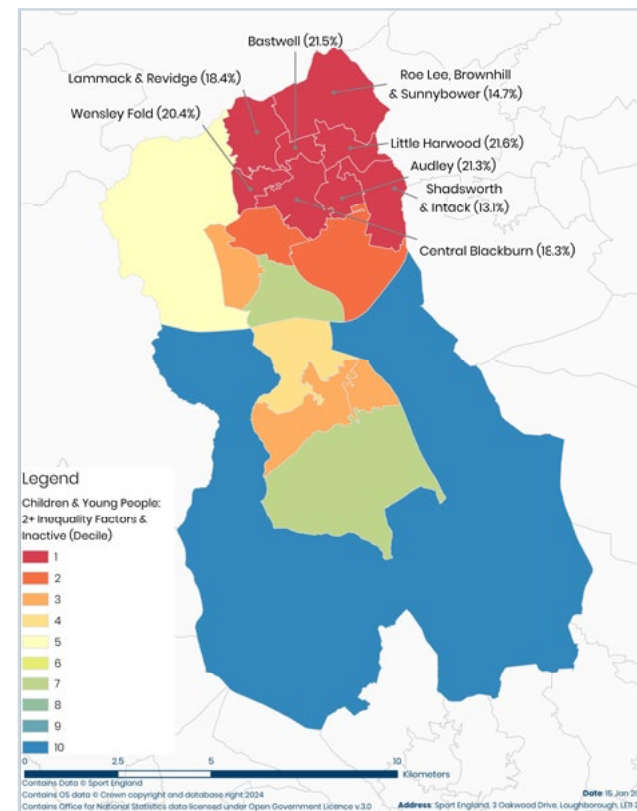 Bastwell (21.5%)
Lammack & Revidge (18.4%)
Roe Lee, Brownhill
& Sunnybower (14.7%)
Wensley Fold (20.4%)
Little Harwood (21.6%)
Audley (21.3%)
Shadsworth
& Intack (13.1%)
Central Blackburn (18.3%)
Legend
Children & Young People:
2+ Inequality Factors &
Inactive (Decile)
1
2
3
4
5
6
7
8
9
10
0 2.5 5 10
Kilometers
Contains Data © Sport England
Contains OS data © Crown copyright and database right 2024
Contains Office for National Statistics data licensed under Open Government Licence v.3.0
Date: 15 Jan 2
Address: Sport England, 3 Oakwood Drive, Loughborough, LE11